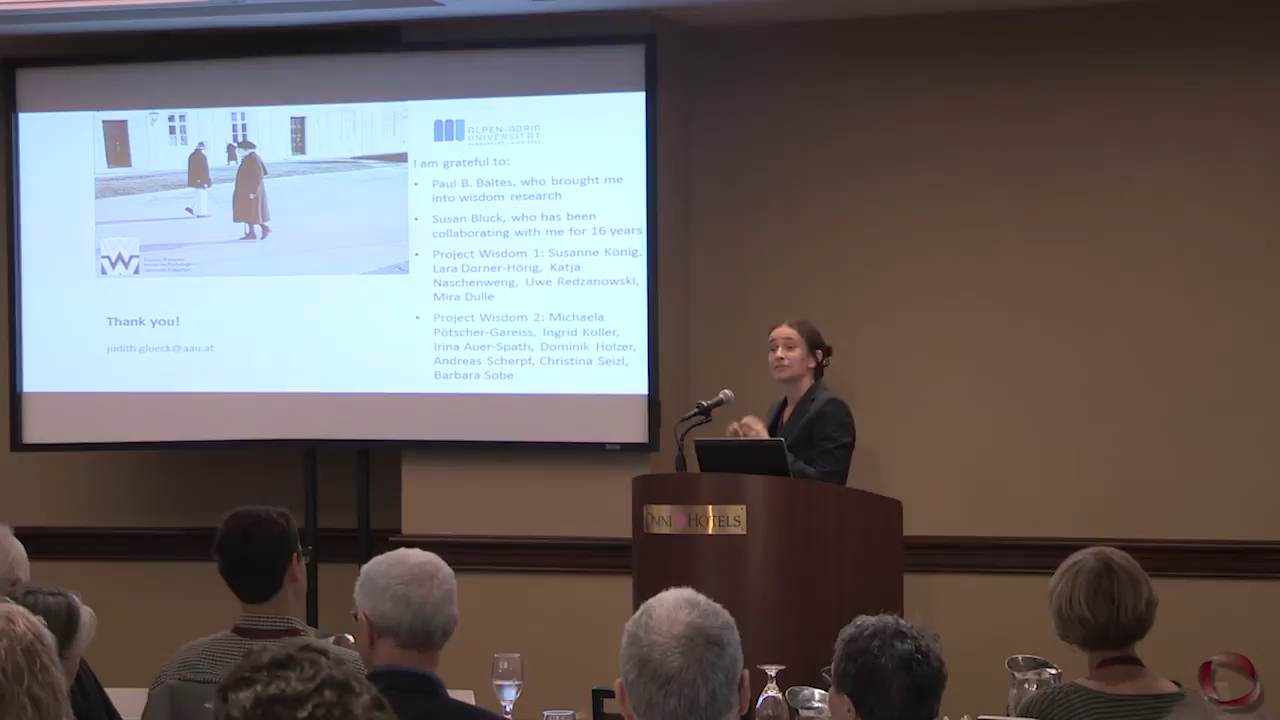 ALPEN-ADRIA
UNIVERSITÄT
I am grateful to:
• Paul B. Baltes, who brought me
into wisdom research
• Susan Bluck, who has been
collaborating with me for 16 years
• Project Wisdom 1: Susanne König,
Lara Dorner-Hörig, Katja
Naschenweng, Uwe Redzanowski,
Mira Dulle
• Project Wisdom 2: Michaela
Pötscher-Gareiss, Ingrid Koller,
Irina Auer-Spath, Dominik Holzer,
Andreas Scherpf, Christina Seizl,
Barbara Sobe
Thank you!
judith.glueck@aau.at
OMNI HOTELS